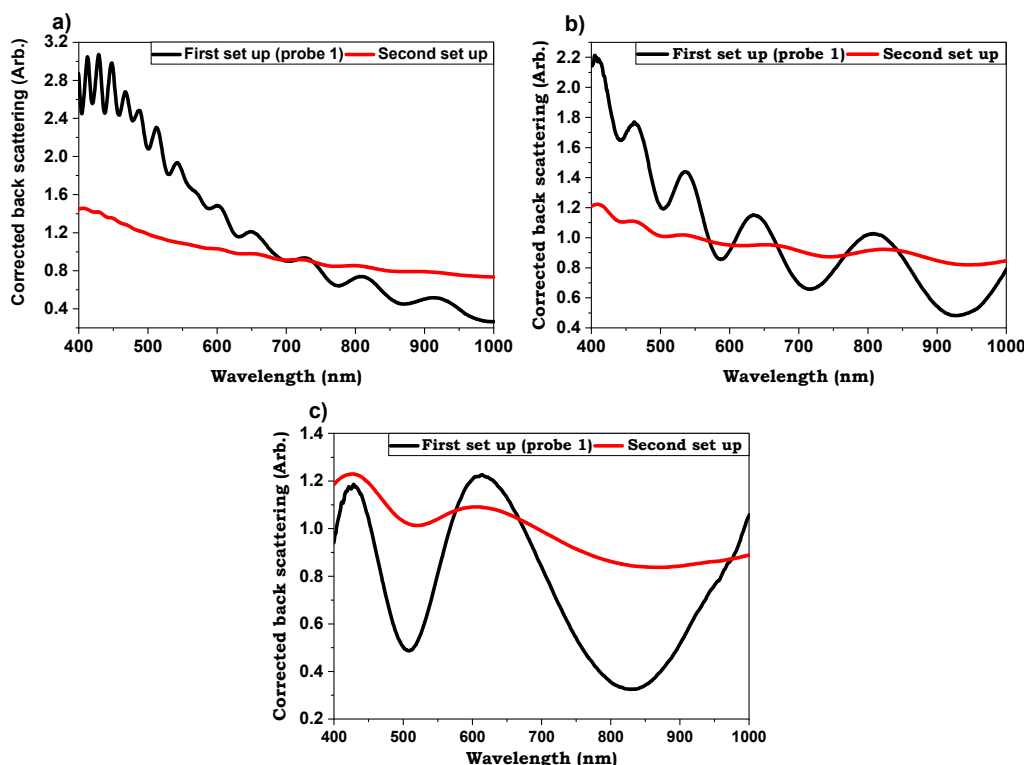 a)
First set up (probe 1) Second set up
Corrected back scattering (Arb.)
3.2
2.8
2.4
2.0
1.6
1.2
0.8
0.4
400 500 600 700 800 900 1000
Wavelength (nm)
b)
First set up (probe 1) Second set up
Corrected back scattering (Arb.)
2.2
2.0
1.8
1.6
1.4
1.2
1.0
0.8
0.6
0.4
400 500 600 700 800 900 1000
Wavelength (nm)
c)
First set up (probe 1) Second set up
Corrected back scattering (Arb.)
1.4
1.2
1.0
0.8
0.6
0.4
0.2
400 500 600 700 800 900 1000
Wavelength (nm)